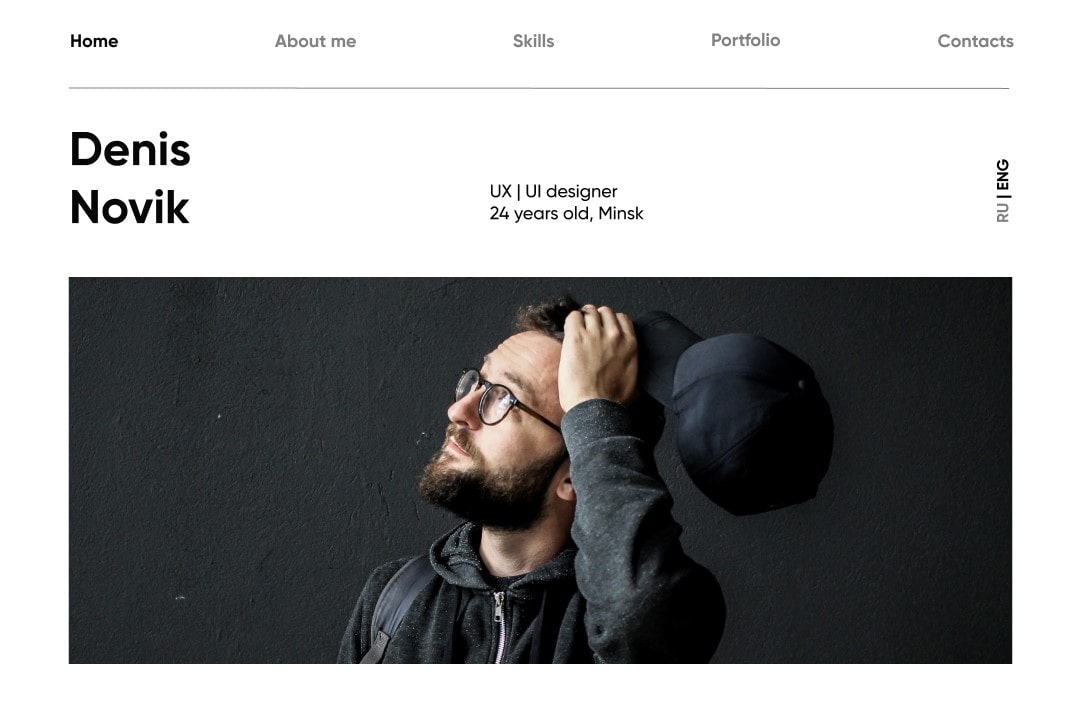 Home
About me
Skills
Portfolio
Contacts
Denis
Novik
UX | UI designer
24 years old, Minsk
RU | ENG